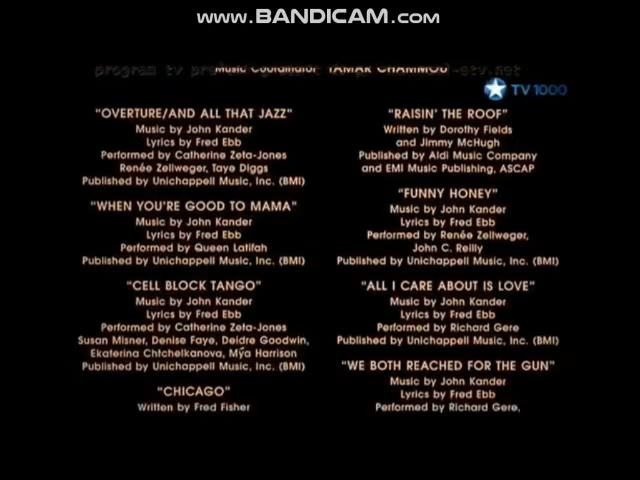 www.BANDICAM.com
program tv
Music Coordinator TAMAR CHAMMOU
TV 1000
"OVERTURE/AND ALL THAT JAZZ"
Music by John Kander
Lyrics by Fred Ebb
Performed by Catherine Zeta-Jones
Renée Zellweger, Taye Diggs
Published by Unichappell Music, Inc. (BMI)
"WHEN YOU'RE GOOD TO MAMA"
Music by John Kander
Lyrics by Fred Ebb
Performed by Queen Latifah
Published by Unichappell Music, Inc. (BMI)
"CELL BLOCK TANGO"
Music by John Kander
Lyrics by Fred Ebb
Performed by Catherine Zeta-Jones
Susan Misner, Denise Faye, Deidre Goodwin,
Ekaterina Chtchelkanova, Mýa Harrison
Published by Unichappell Music, Inc. (BMI)
"CHICAGO"
Written by Fred Fisher
"RAISIN' THE ROOF"
Written by Dorothy Fields
and Jimmy McHugh
Published by Aldi Music Company
and EMI Music Publishing, ASCAP
"FUNNY HONEY"
Music by John Kander
Lyrics by Fred Ebb
Performed by Renée Zellweger,
John C. Reilly
Published by Unichappell Music, Inc. (BMI)
"ALL I CARE ABOUT IS LOVE"
Music by John Kander
Lyrics by Fred Ebb
Performed by Richard Gere
Published by Unichappell Music, Inc. (BMI)
"WE BOTH REACHED FOR THE GUN"
Music by John Kander
Lyrics by Fred Ebb
Performed by Richard Gere,